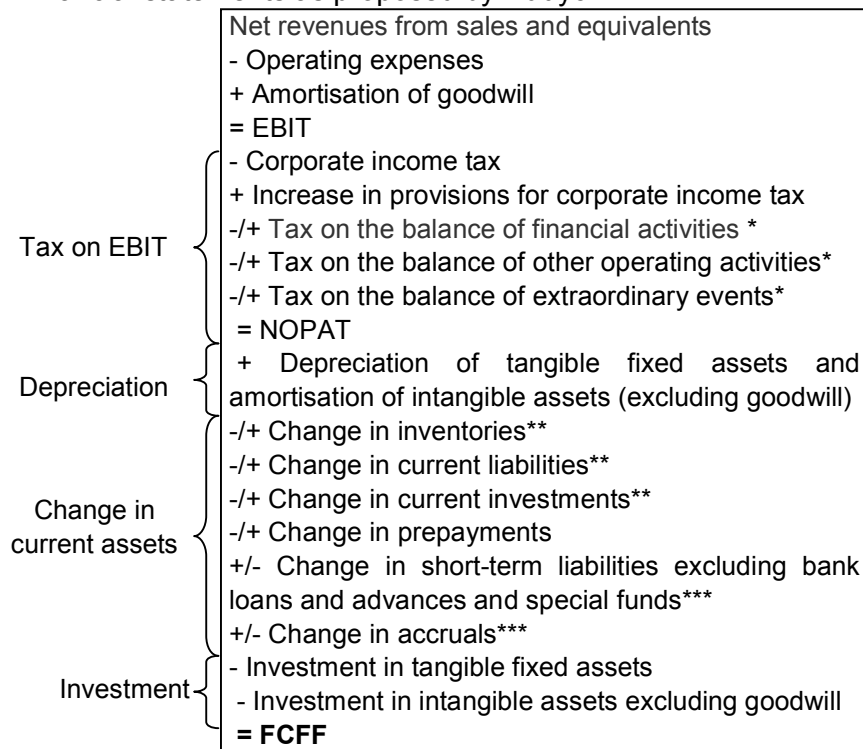 Net revenues from sales and equivalents
- Operating expenses
+ Amortisation of goodwill
= EBIT
Tax on EBIT
- Corporate income tax
+ Increase in provisions for corporate income tax
-/+ Tax on the balance of financial activities *
-/+ Tax on the balance of other operating activities*
-/+ Tax on the balance of extraordinary events*
= NOPAT
Depreciation
+ Depreciation of tangible fixed assets and
amortisation of intangible assets (excluding goodwill)
Change in
current assets
-/+ Change in inventories**
-/+ Change in current liabilities**
-/+ Change in current investments**
-/+ Change in prepayments
+/- Change in short-term liabilities excluding bank
loans and advances and special funds***
+/- Change in accruals***
Investment
- Investment in tangible fixed assets
- Investment in intangible assets excluding goodwill
= FCFF